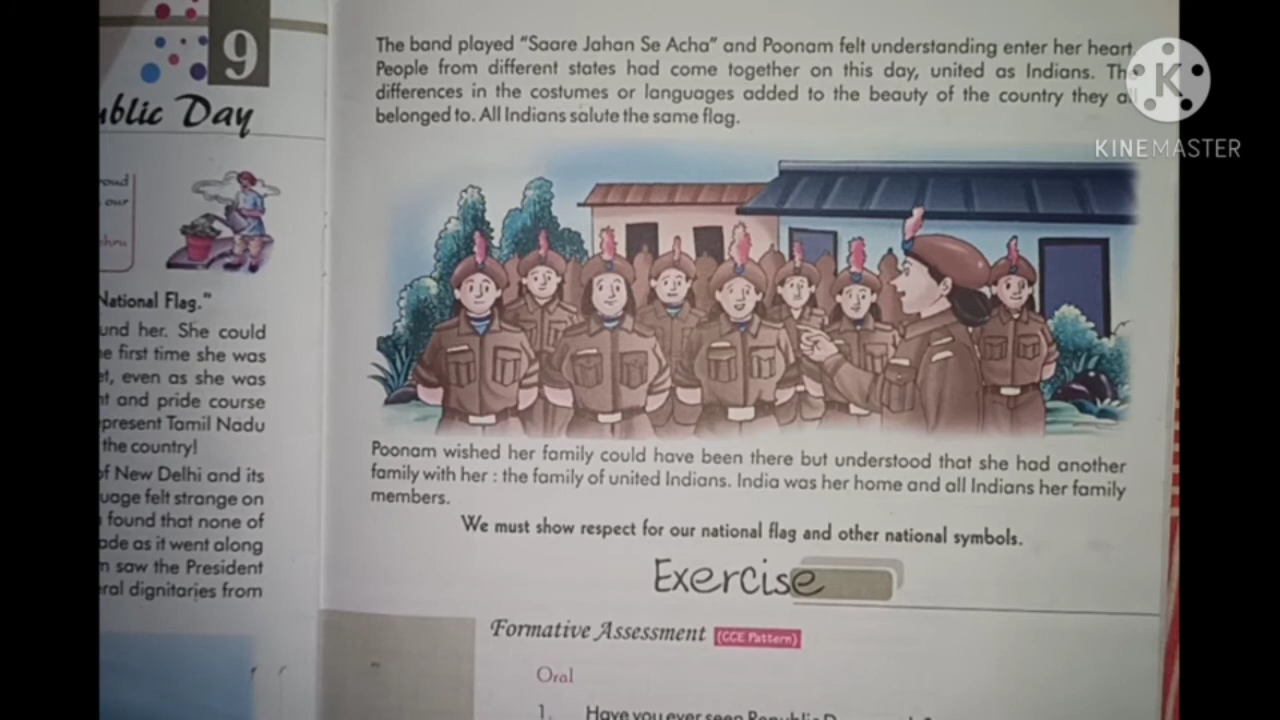 9
ublic Day
oud
our
ehru
National Flag."
und her. She could
e first time she was
et, even as she was
nt and pride course
present Tamil Nadu
the country!
of New Delhi and its
uage felt strange on
found that none of
ade as it went along
n saw the President
ral dignitaries from
The band played "Saare Jahan Se Acha" and Poonam felt understanding enter her heart.
People from different states had come together on this day, united as Indians. Th
differences in the costumes or languages added to the beauty of the country they a
belonged to. All Indians salute the same flag.
K
KINEMASTER
Poonam wished her family could have been there but understood that she had another
family with her : the family of united Indians. India was her home and all Indians her family
members.
We must show respect for our national flag and other national symbols.
Exercise
Formative Assessment (CCE Pattern)
Oral
1. Have you ever seen Republic D